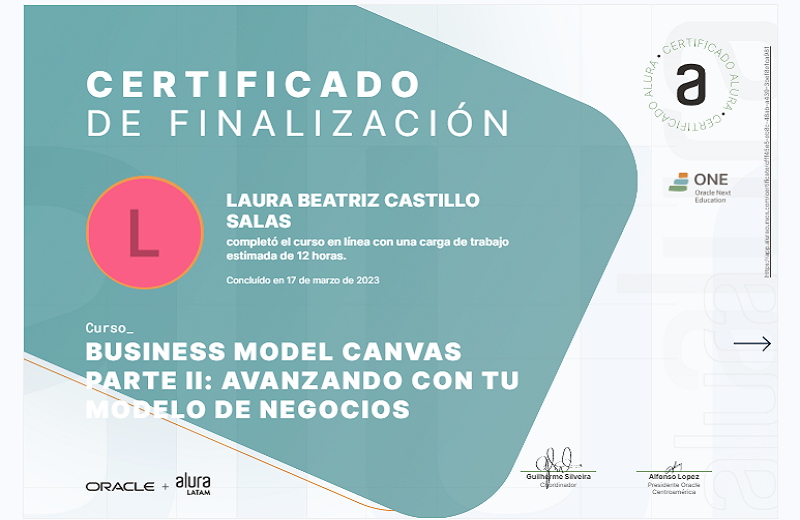 CERTIFICADO
DE FINALIZACIÓN
CERTIFICADO ALURA • CERTIFICADO ALURA •
a
ONE
Oracle Next
Education
L
LAURA BEATRIZ CASTILLO
SALAS
completó el curso en línea con una carga de trabajo
estimada de 12 horas.
Concluído en 17 de marzo de 2023
Curso_
BUSINESS MODEL CANVAS
PARTE II: AVANZANDO CON TU
MODELO DE NEGOCIOS
ORACLE + alura
LATAM
Guilherme Silveira
Coordinador
Alfonso Lopez
Presidente Oracle
Centroamérica
alura